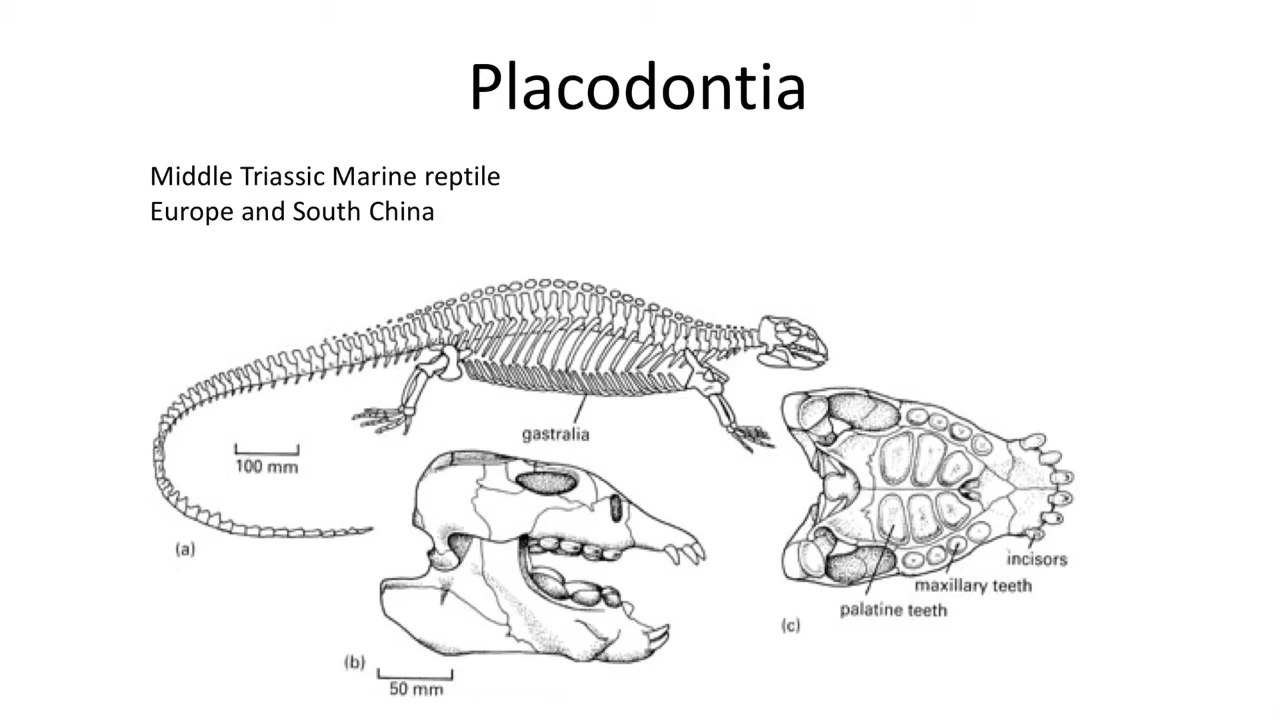 Placodontia
Middle Triassic Marine reptile
Europe and South China
gastralia
100 mm
(a)
incisors
maxillary teeth
palatine teeth
(c)
(b)
50 mm